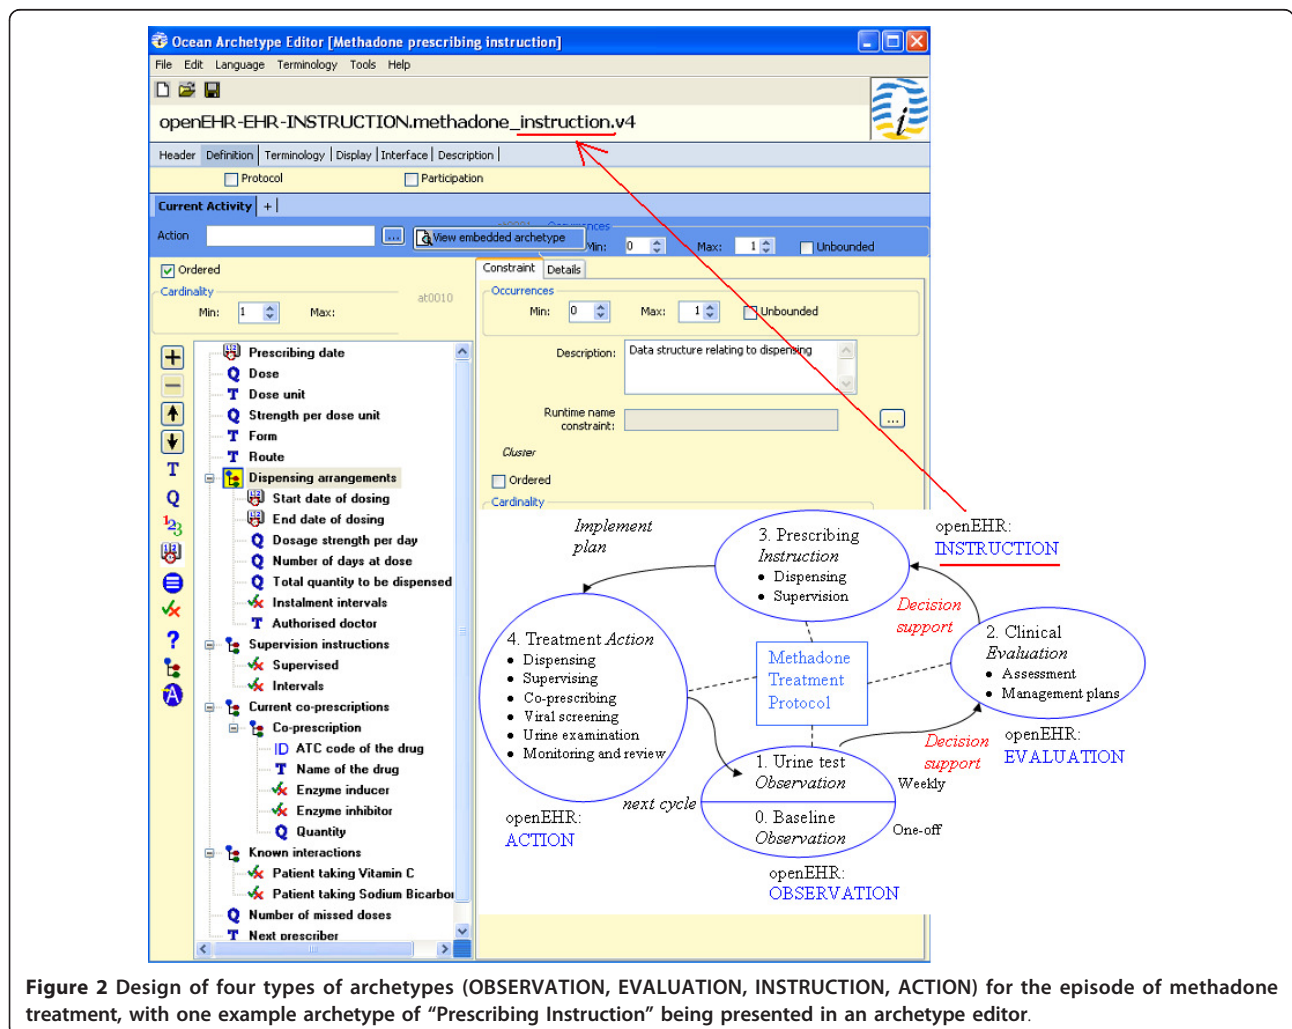 Ocean Archetype Editor [Methadone prescribing instruction]
File Edit Language Terminology Tools Help
openEHR-EHR-INSTRUCTION.methadone_instruction.v4
Header Definition Terminology Display Interface Description
Protocol Participation
Current Activity +
Action ... View embedded archetype Occurrences
Min: 0 Max: 1 Unbounded
Ordered
Cardinality
Min: 1 Max:
at0010
Constraint Details
Occurrences
Min: 0 Max: 1 Unbounded
Description: Data structure relating to dispensing
Runtime name
constraint:
...
Cluster
Ordered
Cardinality
Prescribing date
Q Dose
T Dose unit
Q Strength per dose unit
T Form
T Route
Dispensing arrangements
Start date of dosing
End date of dosing
Q Dosage strength per day
Q Number of days at dose
Q Total quantity to be dispensed
Instalment intervals
T Authorised doctor
Supervision instructions
Supervised
Intervals
Current co-prescriptions
Co-prescription
ID ATC code of the drug
T Name of the drug
Enzyme inducer
Enzyme inhibitor
Q Quantity
Known interactions
Patient taking Vitamin C
Patient taking Sodium Bicarbo
Q Number of missed doses
T Next prescriber
T
Q
123
?
A
Implement
plan
3. Prescribing
Instruction
• Dispensing
• Supervision
openEHR:
INSTRUCTION
Decision
support
2. Clinical
Evaluation
• Assessment
• Management plans
openEHR:
EVALUATION
4. Treatment Action
• Dispensing
• Supervising
• Co-prescribing
• Viral screening
• Urine examination
• Monitoring and review
Methadone
Treatment
Protocol
Decision
support
1. Urine test
Observation
Weekly
next cycle
0. Baseline
Observation
One-off
openEHR:
ACTION
openEHR:
OBSERVATION
Figure 2 Design of four types of archetypes (OBSERVATION, EVALUATION, INSTRUCTION, ACTION) for the episode of methadone
treatment, with one example archetype of “Prescribing Instruction” being presented in an archetype editor.